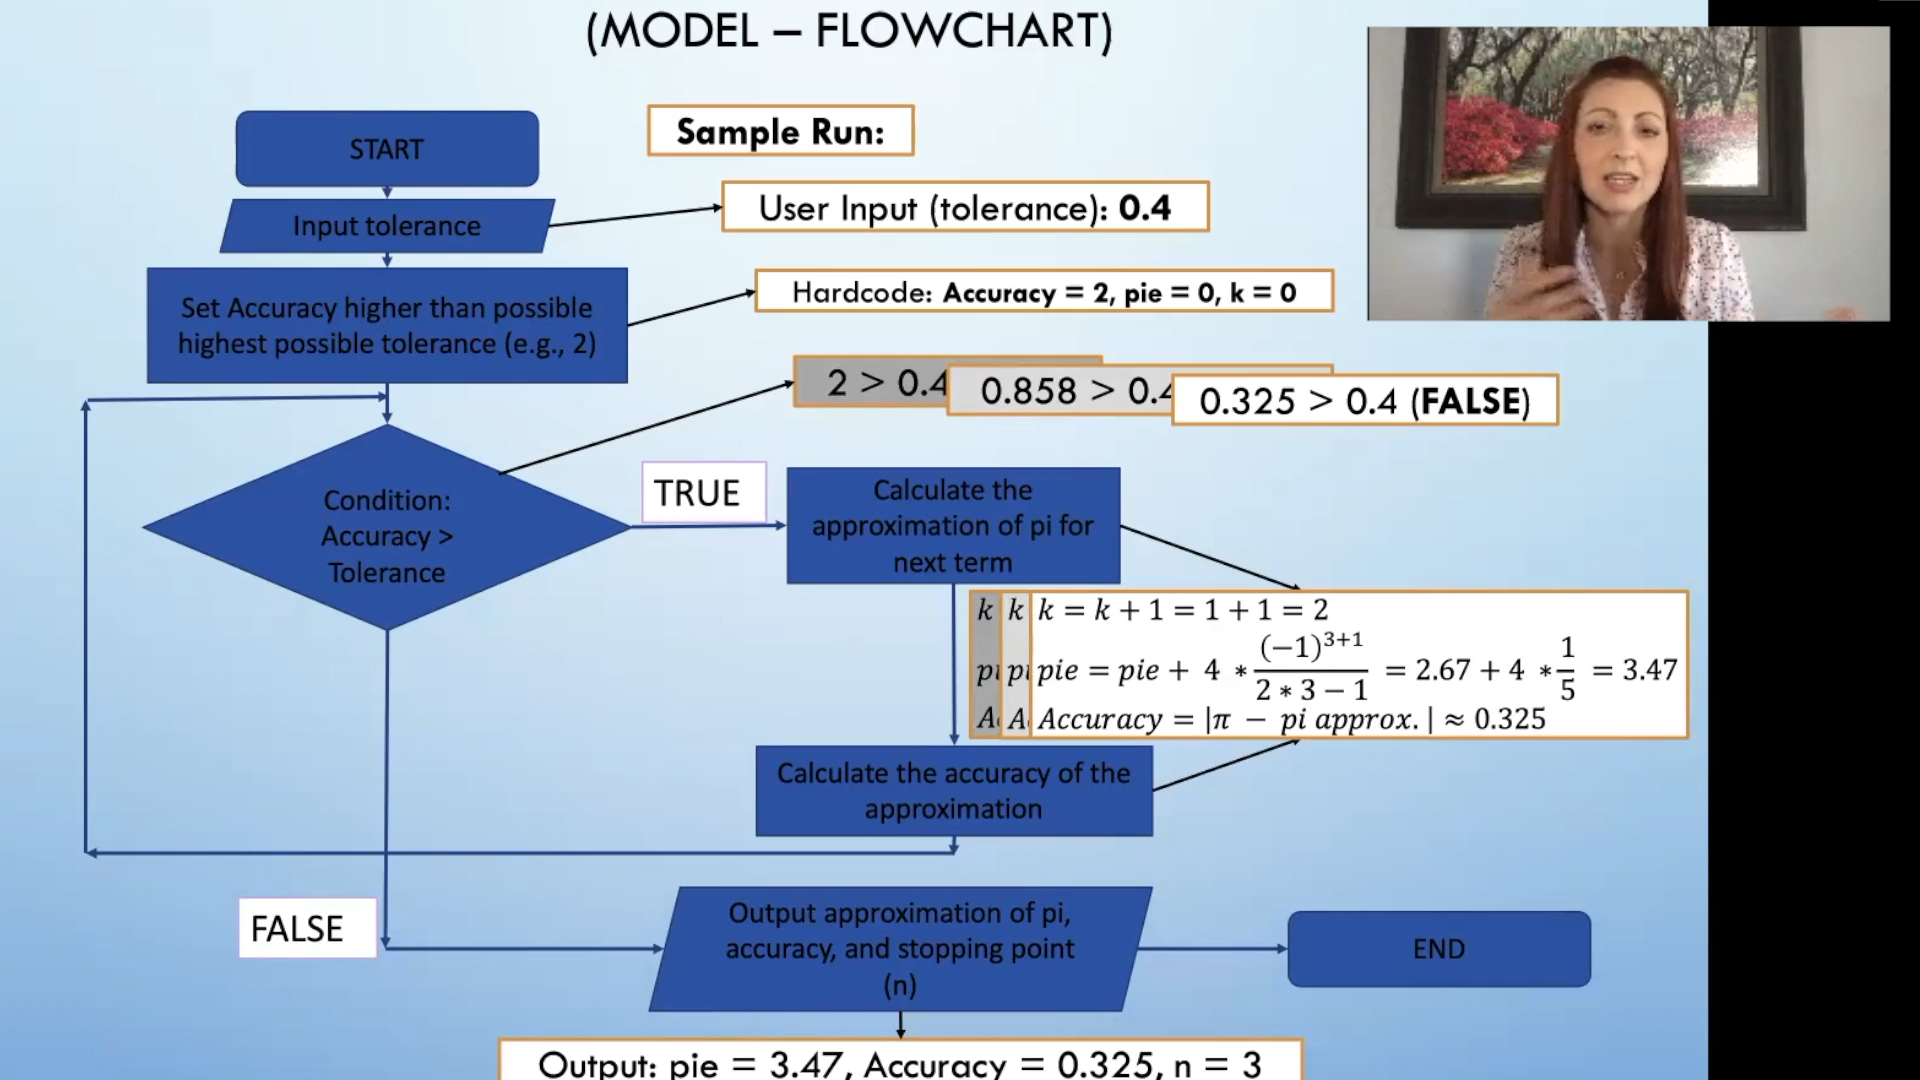 (MODEL – FLOWCHART)
START
Sample Run:
Input tolerance
User Input (tolerance): 0.4
Set Accuracy higher than possible
highest possible tolerance (e.g., 2)
Hardcode: Accuracy = 2, pie = 0, k = 0
2 > 0.4
0.858 > 0.4
0.325 > 0.4 (FALSE)
Condition:
Accuracy >
Tolerance
TRUE
Calculate the
approximation of pi for
next term
k
k
k = k + 1 = 1 + 1 = 2
pi
pi
pie = pie + 4 * (−1)^{3+1} / (2 * 3 − 1) = 2.67 + 4 * 1/5 = 3.47
A
A
Accuracy = |π − pi approx. | ≈ 0.325
Calculate the accuracy of the
approximation
FALSE
Output approximation of pi,
accuracy, and stopping point
(n)
END
Output: pie = 3.47, Accuracy = 0.325, n = 3